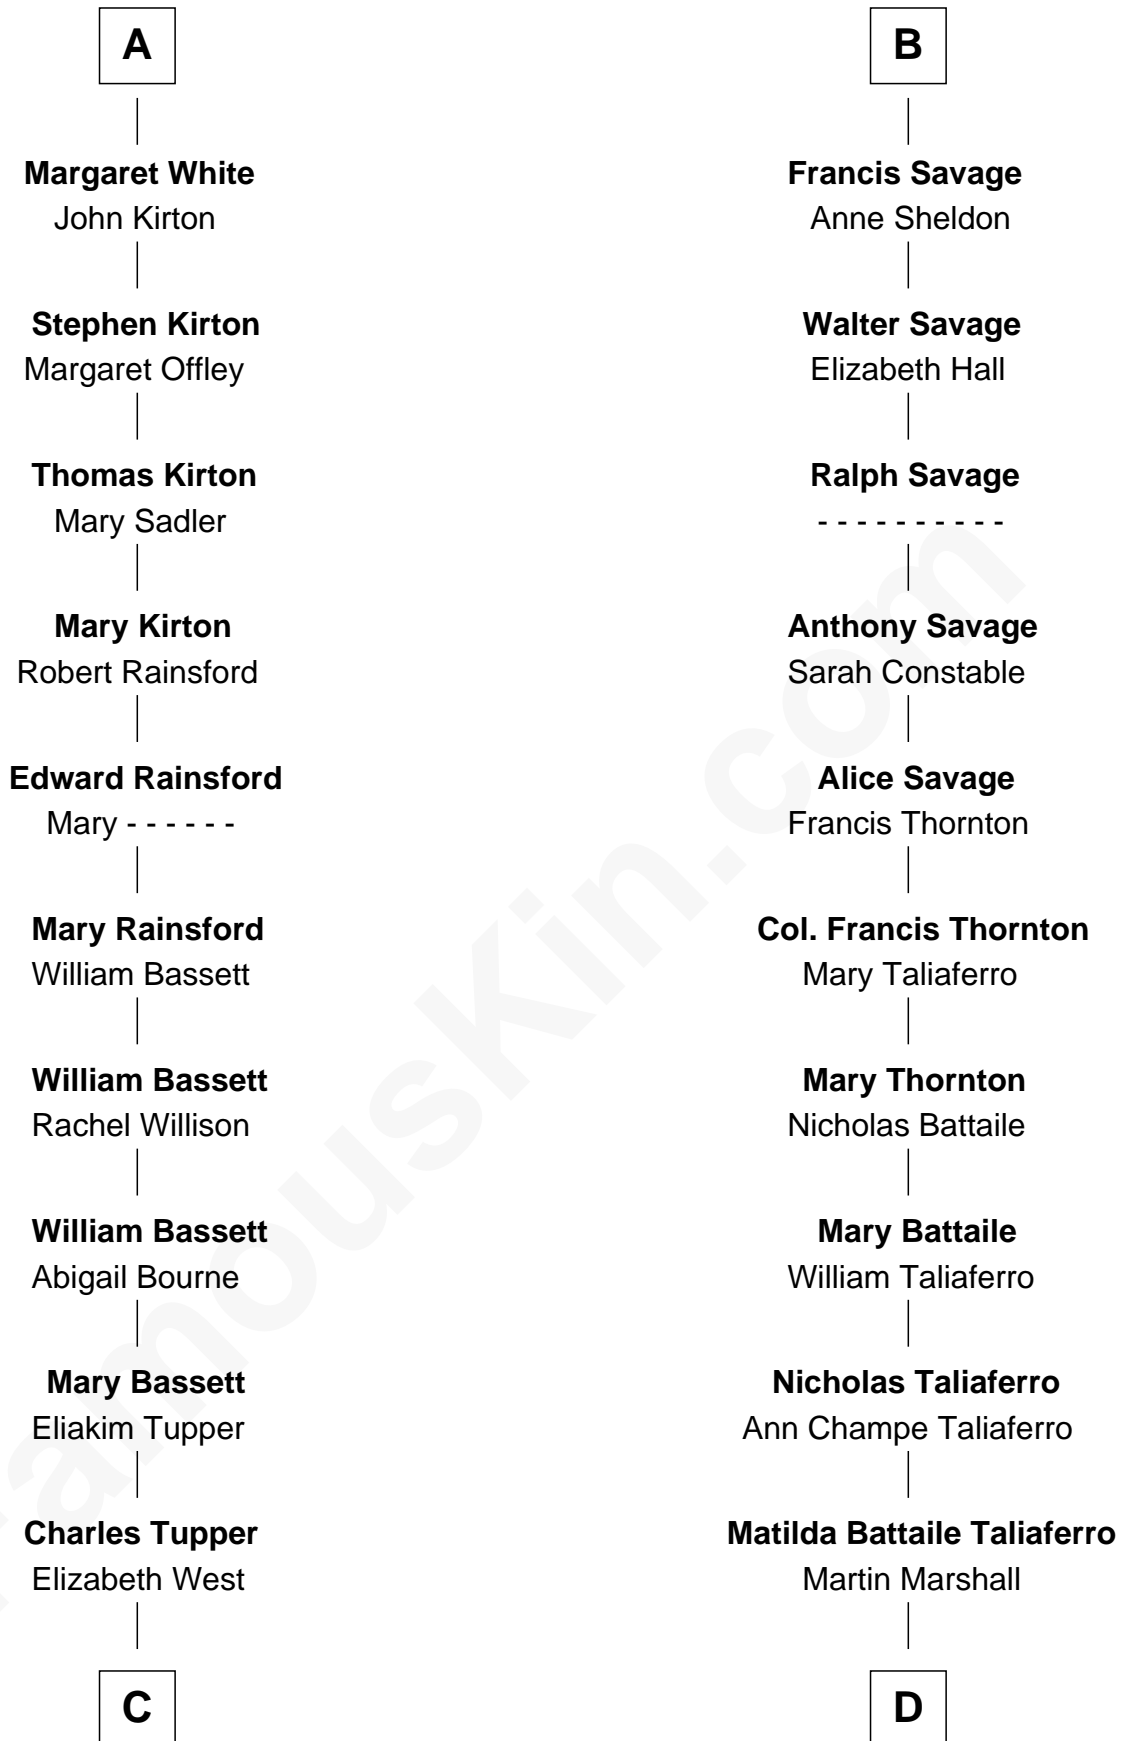 A
Margaret White
John Kirton
Stephen Kirton
Margaret Offley
Thomas Kirton
Mary Sadler
Mary Kirton
Robert Rainsford
Edward Rainsford
Mary - - - - - -
Mary Rainsford
William Bassett
William Bassett
Rachel Willison
William Bassett
Abigail Bourne
Mary Bassett
Eliakim Tupper
Charles Tupper
Elizabeth West
C
B
Francis Savage
Anne Sheldon
Walter Savage
Elizabeth Hall
Ralph Savage
- - - - - - - - - -
Anthony Savage
Sarah Constable
Alice Savage
Francis Thornton
Col. Francis Thornton
Mary Taliaferro
Mary Thornton
Nicholas Battaile
Mary Battaile
William Taliaferro
Nicholas Taliaferro
Ann Champe Taliaferro
Matilda Battaile Taliaferro
Martin Marshall
D
FamousKin.com